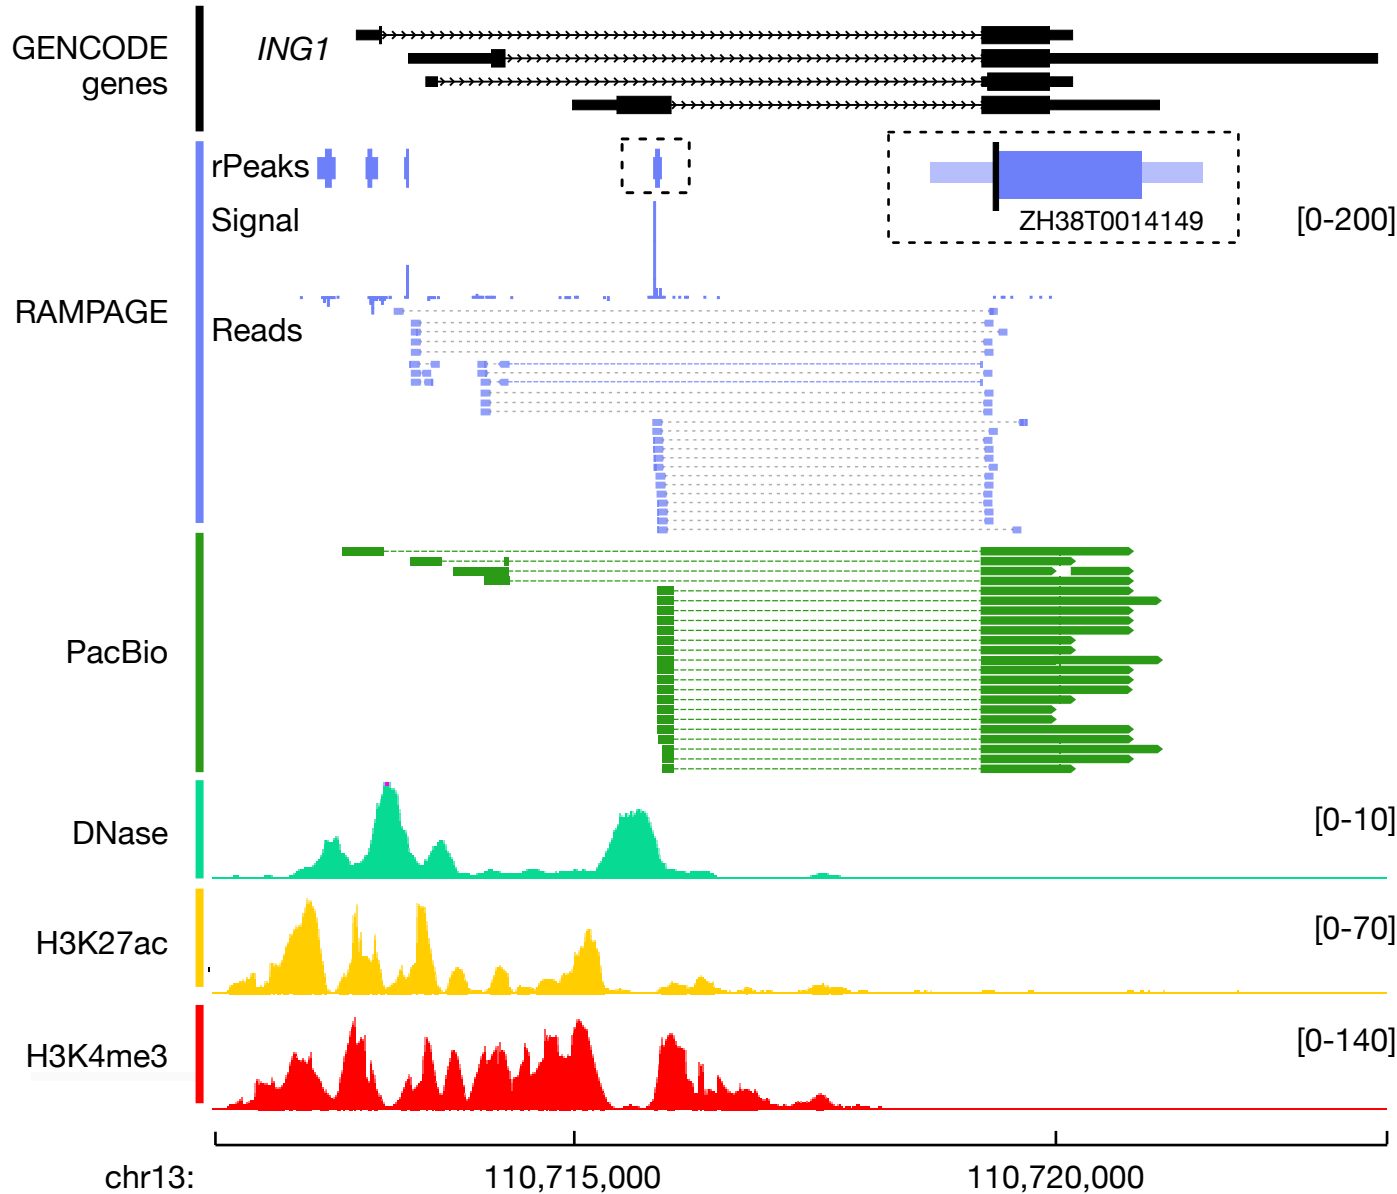 GENCODE
genes
ING1
rPeaks
Signal
ZH38T0014149
[0-200]
RAMPAGE
Reads
PacBio
DNase
[0-10]
H3K27ac
[0-70]
H3K4me3
[0-140]
chr13:
110,715,000
110,720,000